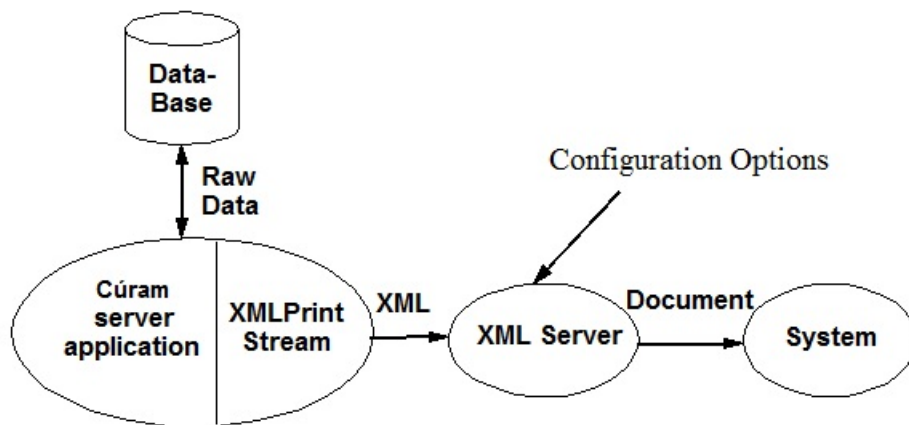 Data-
Base
Raw
Data
Configuration Options
Cúram
server
application
XMLPrint
Stream
XML
XML Server
Document
System